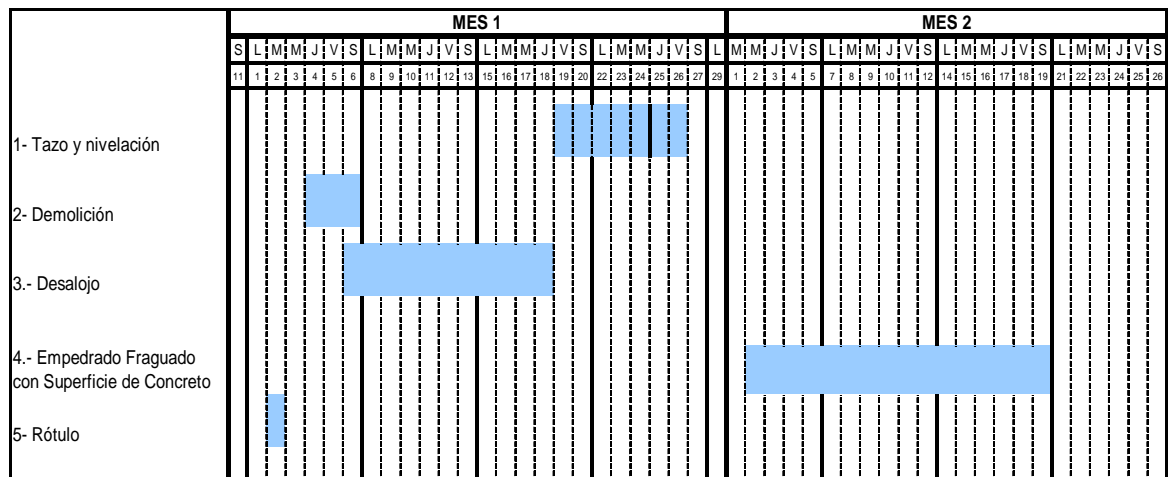 MES 1 MES 2
S L M M J V S L M M J V S L M M J V S L M M J V S L M M J V S L M M J V S L M M J V S L M M J V S
11 1 2 3 4 5 6 8 9 10 11 12 13 15 16 17 18 19 20 22 23 24 25 26 27 29 1 2 3 4 5 7 8 9 10 11 12 14 15 16 17 18 19 21 22 23 24 25 26
1- Tazo y nivelación
2- Demolición
3.- Desalojo
4.- Empedrado Fraguado
con Superficie de Concreto
5- Rótulo